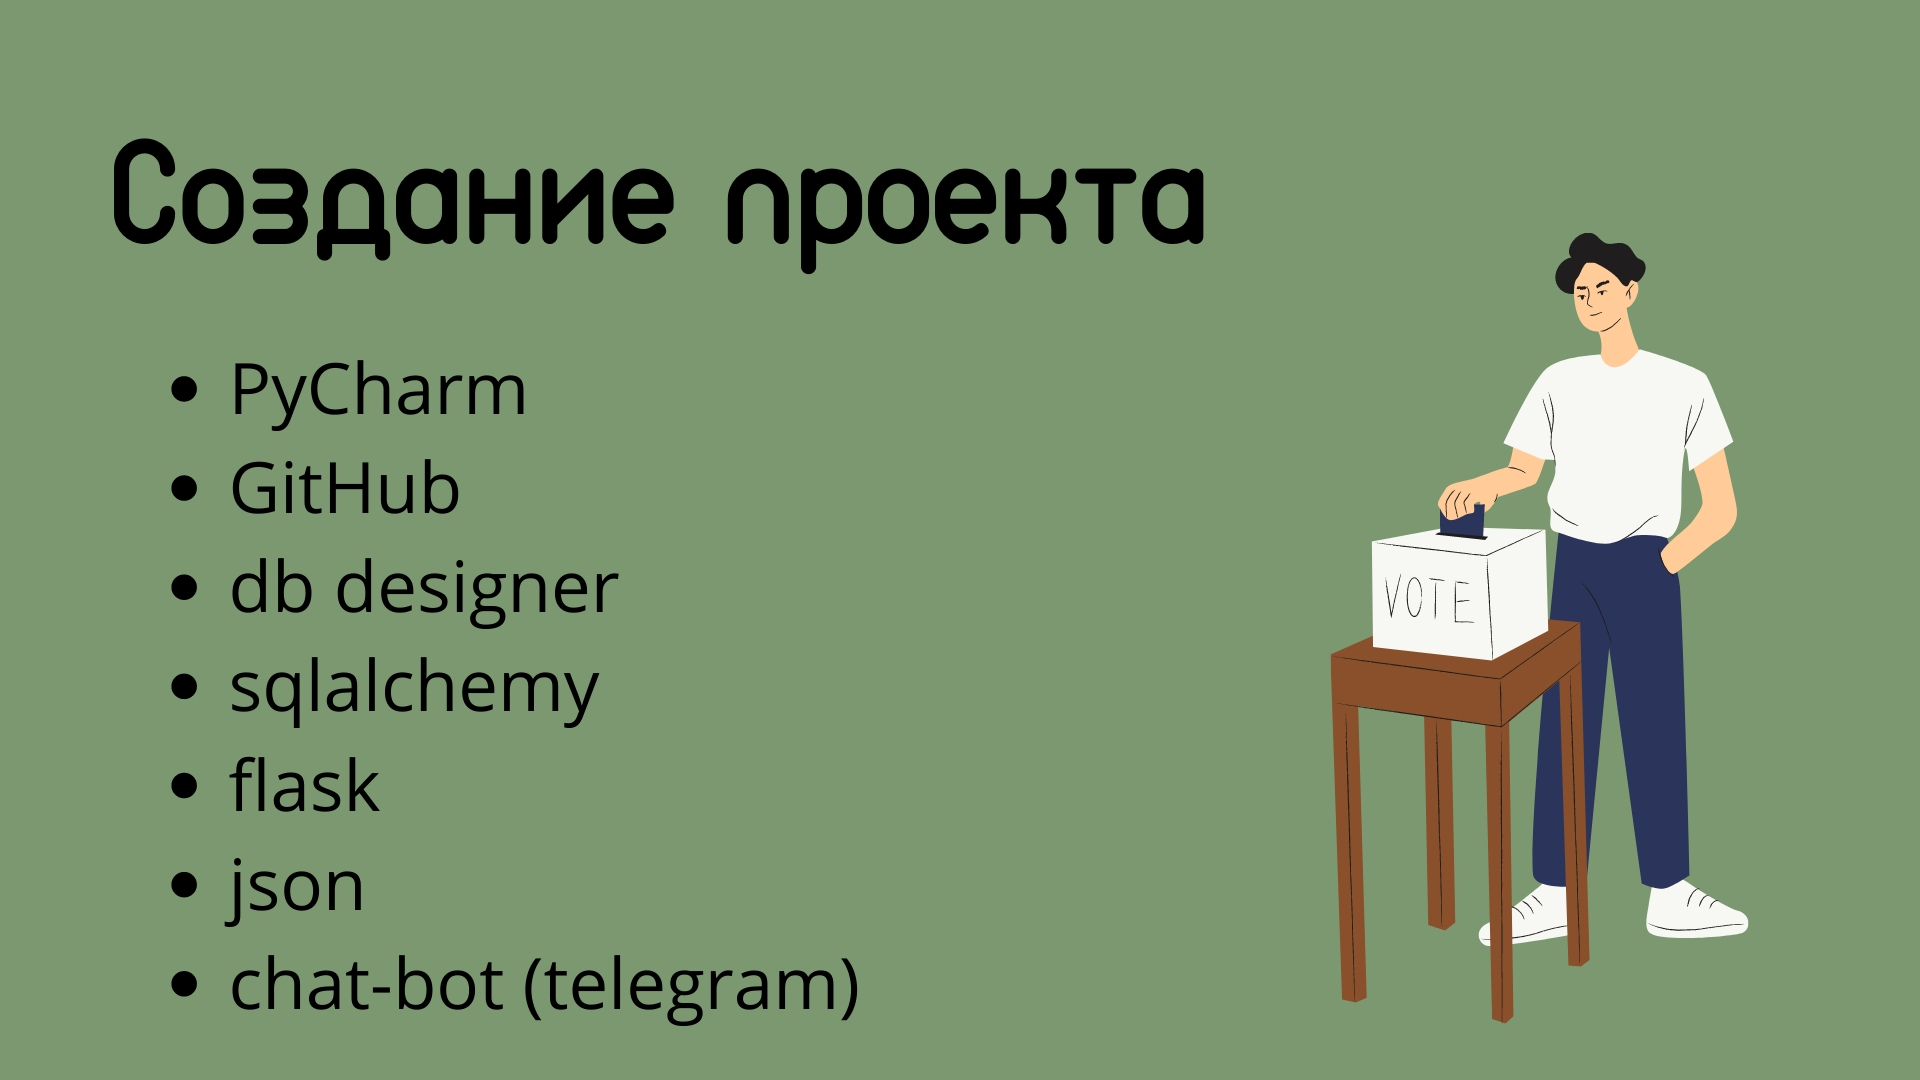 Создание проекта
• PyCharm
• GitHub
• db designer
• sqlalchemy
• flask
• json
• chat-bot (telegram)
VOTE